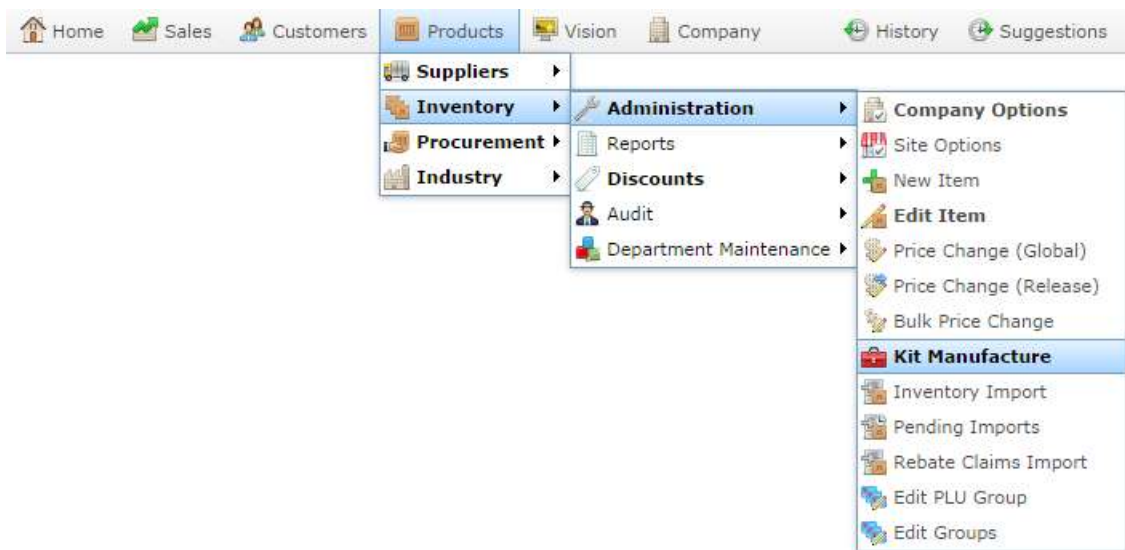 Home Sales Customers Products Vision Company History Suggestions
Suppliers
Inventory
Procurement
Industry
Administration
Reports
Discounts
Audit
Department Maintenance
Company Options
Site Options
New Item
Edit Item
Price Change (Global)
Price Change (Release)
Bulk Price Change
Kit Manufacture
Inventory Import
Pending Imports
Rebate Claims Import
Edit PLU Group
Edit Groups